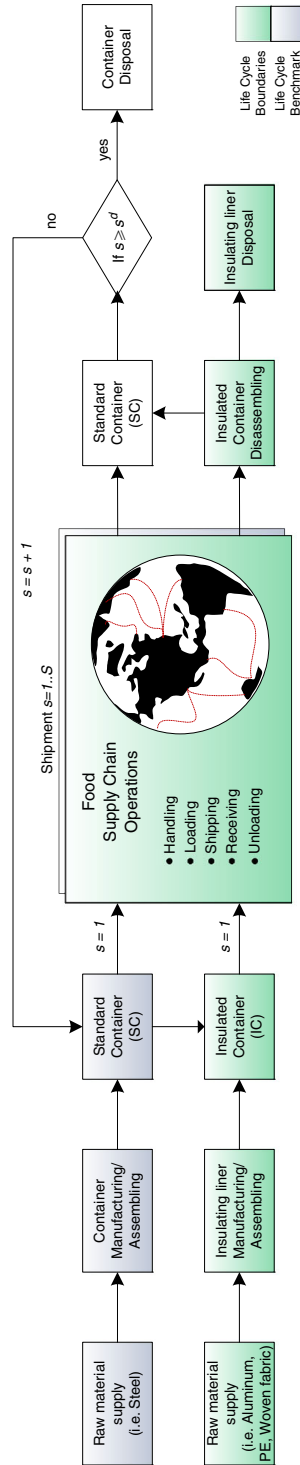 Raw material
supply
(i.e. Steel)
Container
Manufacturing/
Assembling
Standard
Container
(SC)
s = 1
Shipment s=1..S
s = s + 1
Food
Supply Chain
Operations
● Handling
● Loading
● Shipping
● Receiving
● Unloading
Standard
Container
(SC)
If s ⩾ s^d
no
yes
Container
Disposal
Raw material
supply
(i.e. Aluminum,
PE, Woven fabric)
Insulating liner
Manufacturing/
Assembling
Insulated
Container
(IC)
s = 1
Insulated
Container
Disassembling
Insulating liner
Disposal
Life Cycle
Boundaries
Life Cycle
Benchmark